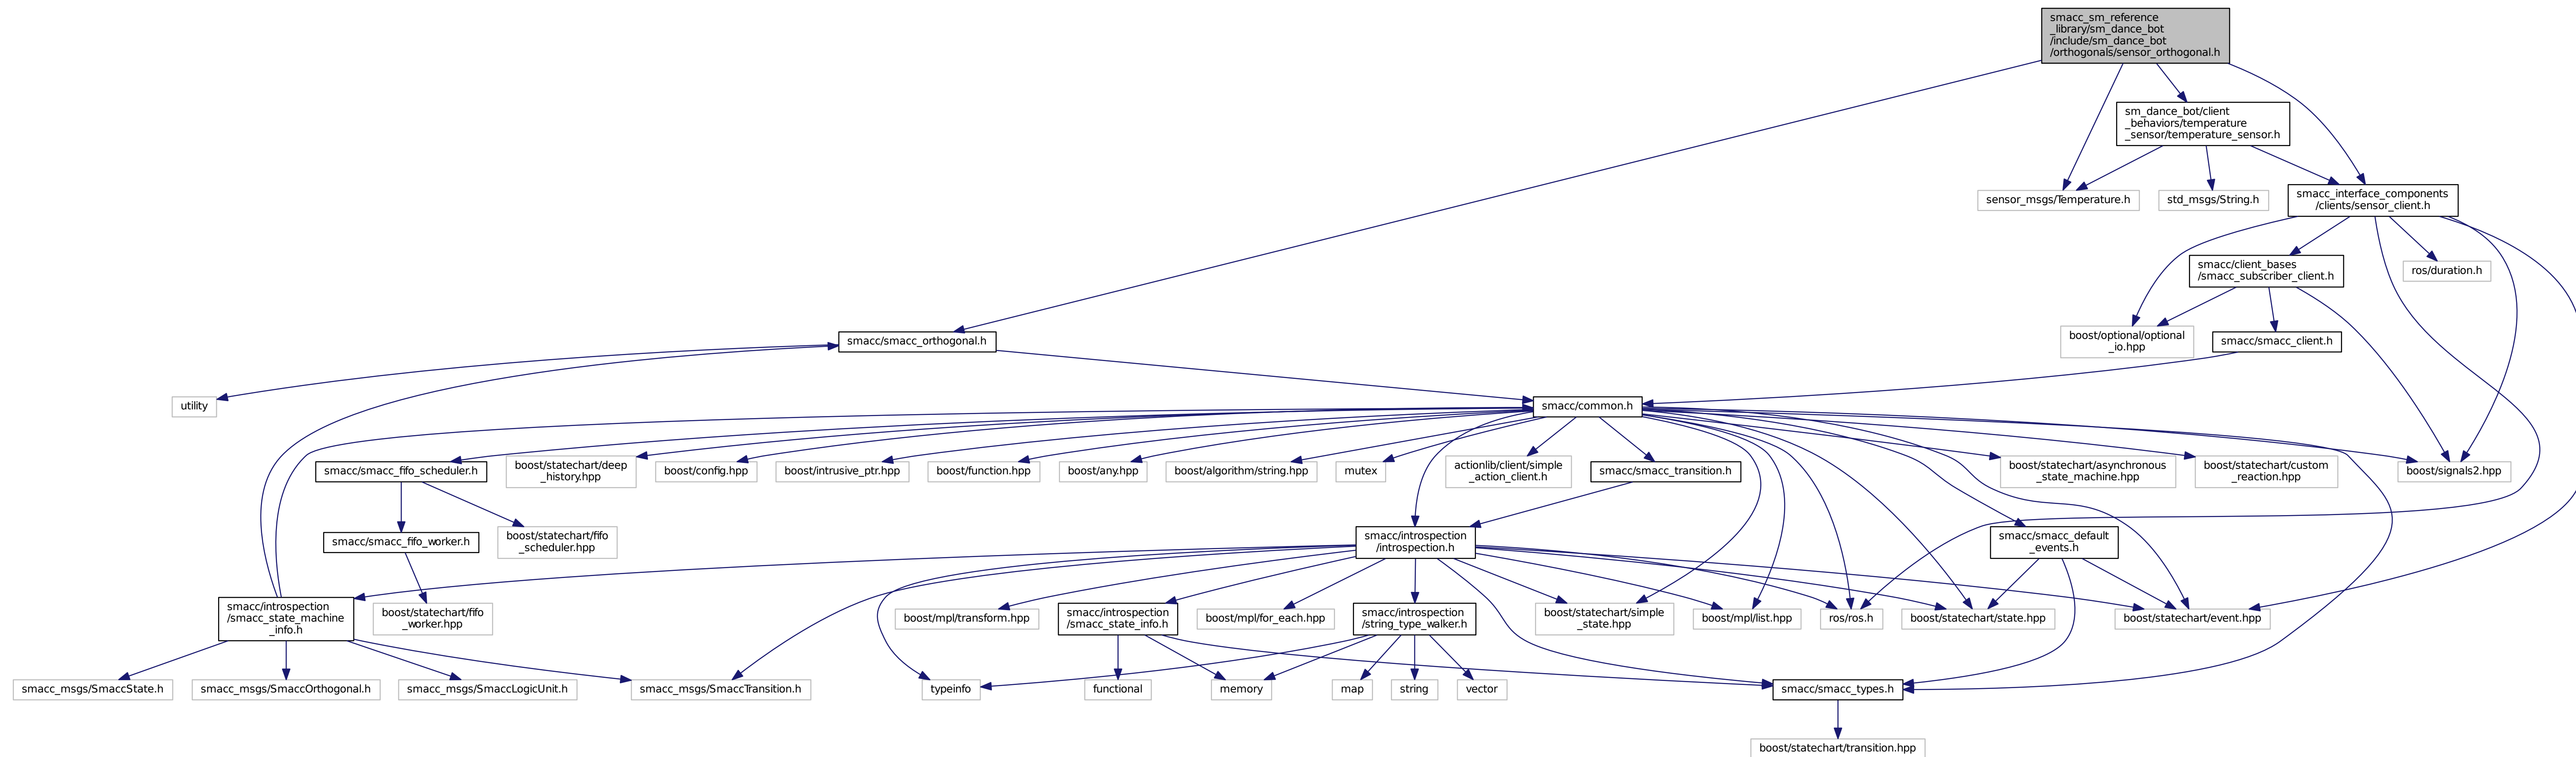 smacc_sm_reference
_library/sm_dance_bot
/include/sm_dance_bot
/orthogonals/sensor_orthogonal.h
sm_dance_bot/client
_behaviors/temperature
_sensor/temperature_sensor.h
sensor_msgs/Temperature.h
std_msgs/String.h
smacc_interface_components
/clients/sensor_client.h
smacc/client_bases
/smacc_subscriber_client.h
ros/duration.h
smacc/smacc_orthogonal.h
boost/optional/optional
_io.hpp
smacc/smacc_client.h
utility
smacc/common.h
smacc/smacc_fifo_scheduler.h
boost/statechart/deep
_history.hpp
boost/config.hpp
boost/intrusive_ptr.hpp
boost/function.hpp
boost/any.hpp
boost/algorithm/string.hpp
mutex
actionlib/client/simple
_action_client.h
smacc/smacc_transition.h
boost/statechart/asynchronous
_state_machine.hpp
boost/statechart/custom
_reaction.hpp
boost/signals2.hpp
smacc/smacc_fifo_worker.h
boost/statechart/fifo
_scheduler.hpp
smacc/introspection
/introspection.h
smacc/smacc_default
_events.h
smacc/introspection
/smacc_state_machine
_info.h
boost/statechart/fifo
_worker.hpp
boost/mpl/transform.hpp
smacc/introspection
/smacc_state_info.h
boost/mpl/for_each.hpp
smacc/introspection
/string_type_walker.h
boost/statechart/simple
_state.hpp
boost/mpl/list.hpp
ros/ros.h
boost/statechart/state.hpp
boost/statechart/event.hpp
smacc_msgs/SmaccState.h
smacc_msgs/SmaccOrthogonal.h
smacc_msgs/SmaccLogicUnit.h
smacc_msgs/SmaccTransition.h
typeinfo
functional
memory
map
string
vector
smacc/smacc_types.h
boost/statechart/transition.hpp